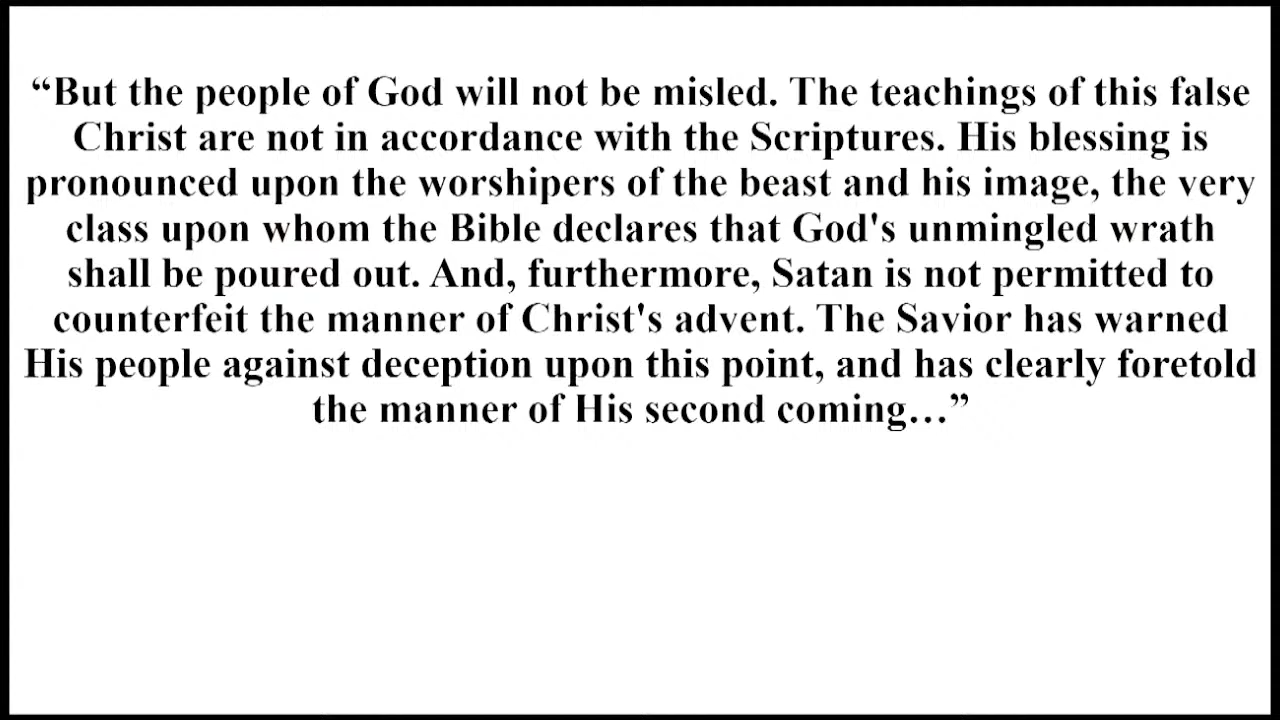 “But the people of God will not be misled. The teachings of this false
Christ are not in accordance with the Scriptures. His blessing is
pronounced upon the worshipers of the beast and his image, the very
class upon whom the Bible declares that God's unmingled wrath
shall be poured out. And, furthermore, Satan is not permitted to
counterfeit the manner of Christ's advent. The Savior has warned
His people against deception upon this point, and has clearly foretold
the manner of His second coming…”